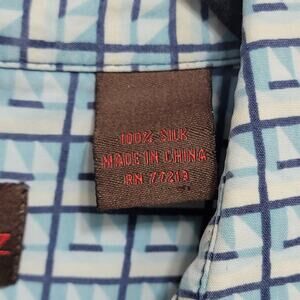 100% SILK
MADE IN CHINA
RN 77213
Z